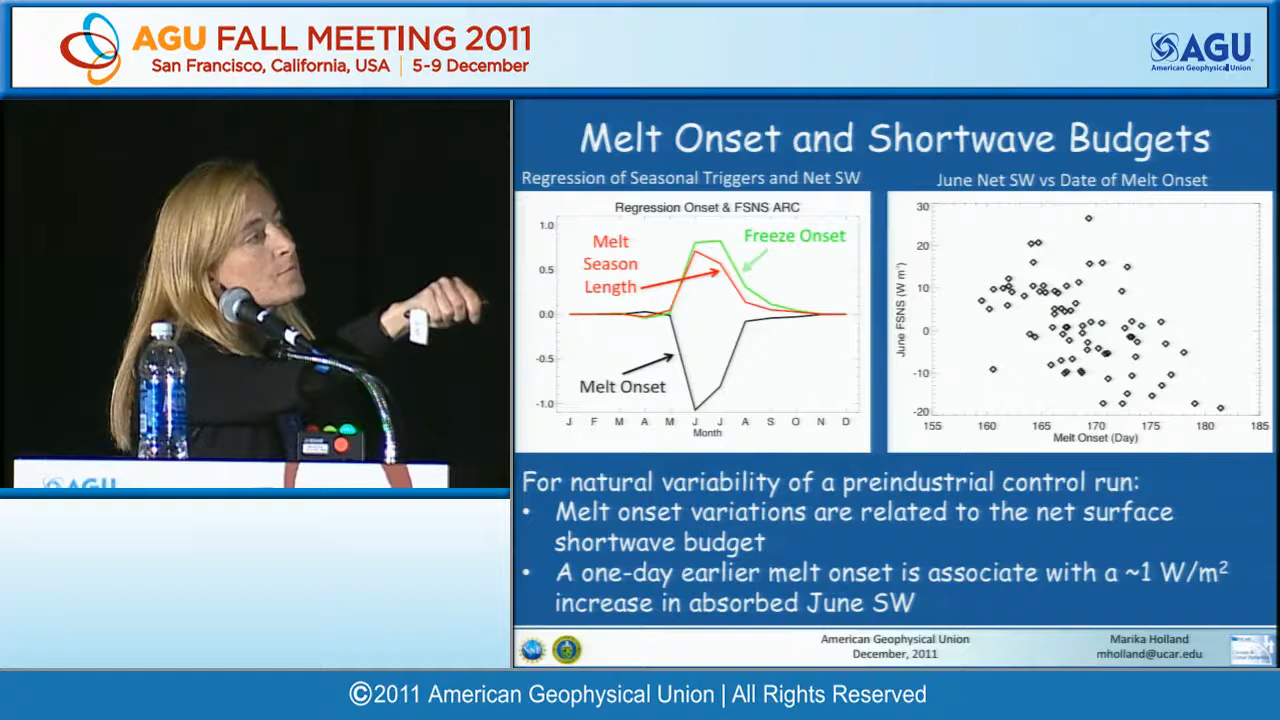 AGU FALL MEETING 2011
San Francisco, California, USA | 5-9 December
AGU
American Geophysical Union
AGU
Melt Onset and Shortwave Budgets
Regression of Seasonal Triggers and Net SW
Regression Onset & FSNS ARC
1.0
0.5
0.0
-0.5
-1.0
Melt
Season
Length
Freeze Onset
Melt Onset
J F M A M J J A S O N D
Month
June Net SW vs Date of Melt Onset
June FSNS (W m⁻²)
30
20
10
0
-10
-20
155 160 165 170 175 180 185
Melt Onset (Day)
For natural variability of a preindustrial control run:
• Melt onset variations are related to the net surface
shortwave budget
• A one-day earlier melt onset is associate with a ~1 W/m²
increase in absorbed June SW
NSF
American Geophysical Union
December, 2011
Marika Holland
mholland@ucar.edu
©2011 American Geophysical Union | All Rights Reserved